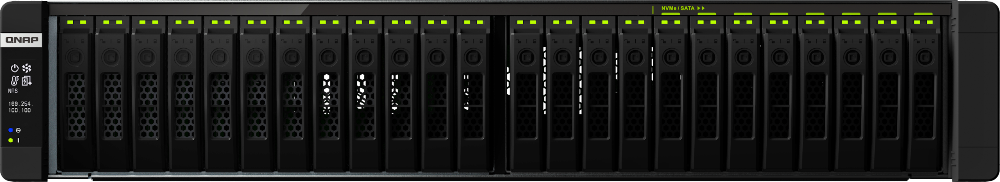 NVMe / SATA
QNAP
NAS
169.254.
100.100
i